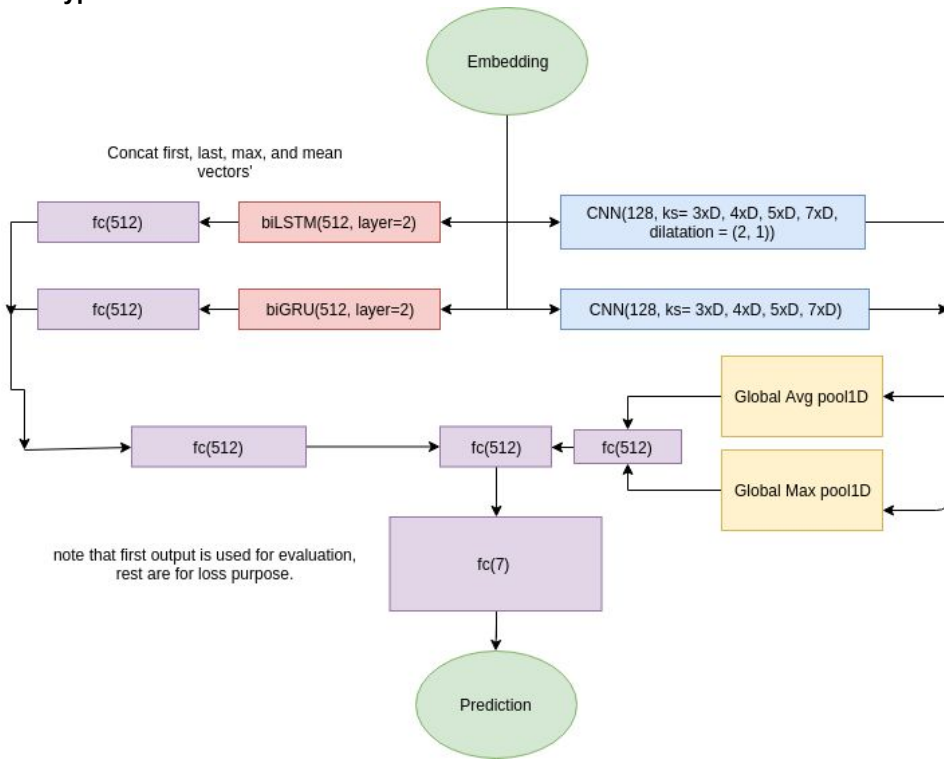 Embedding
Concat first, last, max, and mean
vectors'
fc(512)
biLSTM(512, layer=2)
CNN(128, ks= 3xD, 4xD, 5xD, 7xD,
dilatation = (2, 1))
fc(512)
biGRU(512, layer=2)
CNN(128, ks= 3xD, 4xD, 5xD, 7xD)
Global Avg pool1D
fc(512)
fc(512)
fc(512)
Global Max pool1D
note that first output is used for evaluation,
rest are for loss purpose.
fc(7)
Prediction